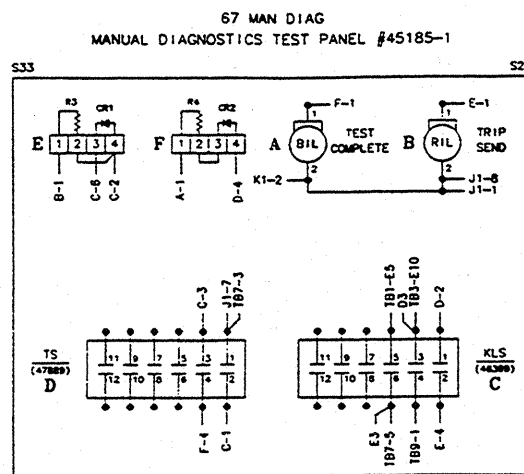 67 MAN DIAG
MANUAL DIAGNOSTICS TEST PANEL #45185-1
S33 S2
R3 CR1 R4 CR2 F-1 E-1
1 1
E 1 2 3 4 F 1 2 3 4 A BIL TEST COMPLETE B RIL TRIP SEND
2 2
K1-2 J1-8
J1-1
B-1 C-6 C-2 A-1 D-4
C-3 J1-7 TB7-3 TB1-E5 D3 TB3-E10 D-2
TS 11 9 7 5 3 1 11 9 7 5 3 1 KLS
(47889) 12 10 8 6 4 2 12 10 8 6 4 2
D C
F-4 C-1 E3 TB7-5 TB9-1 E-4